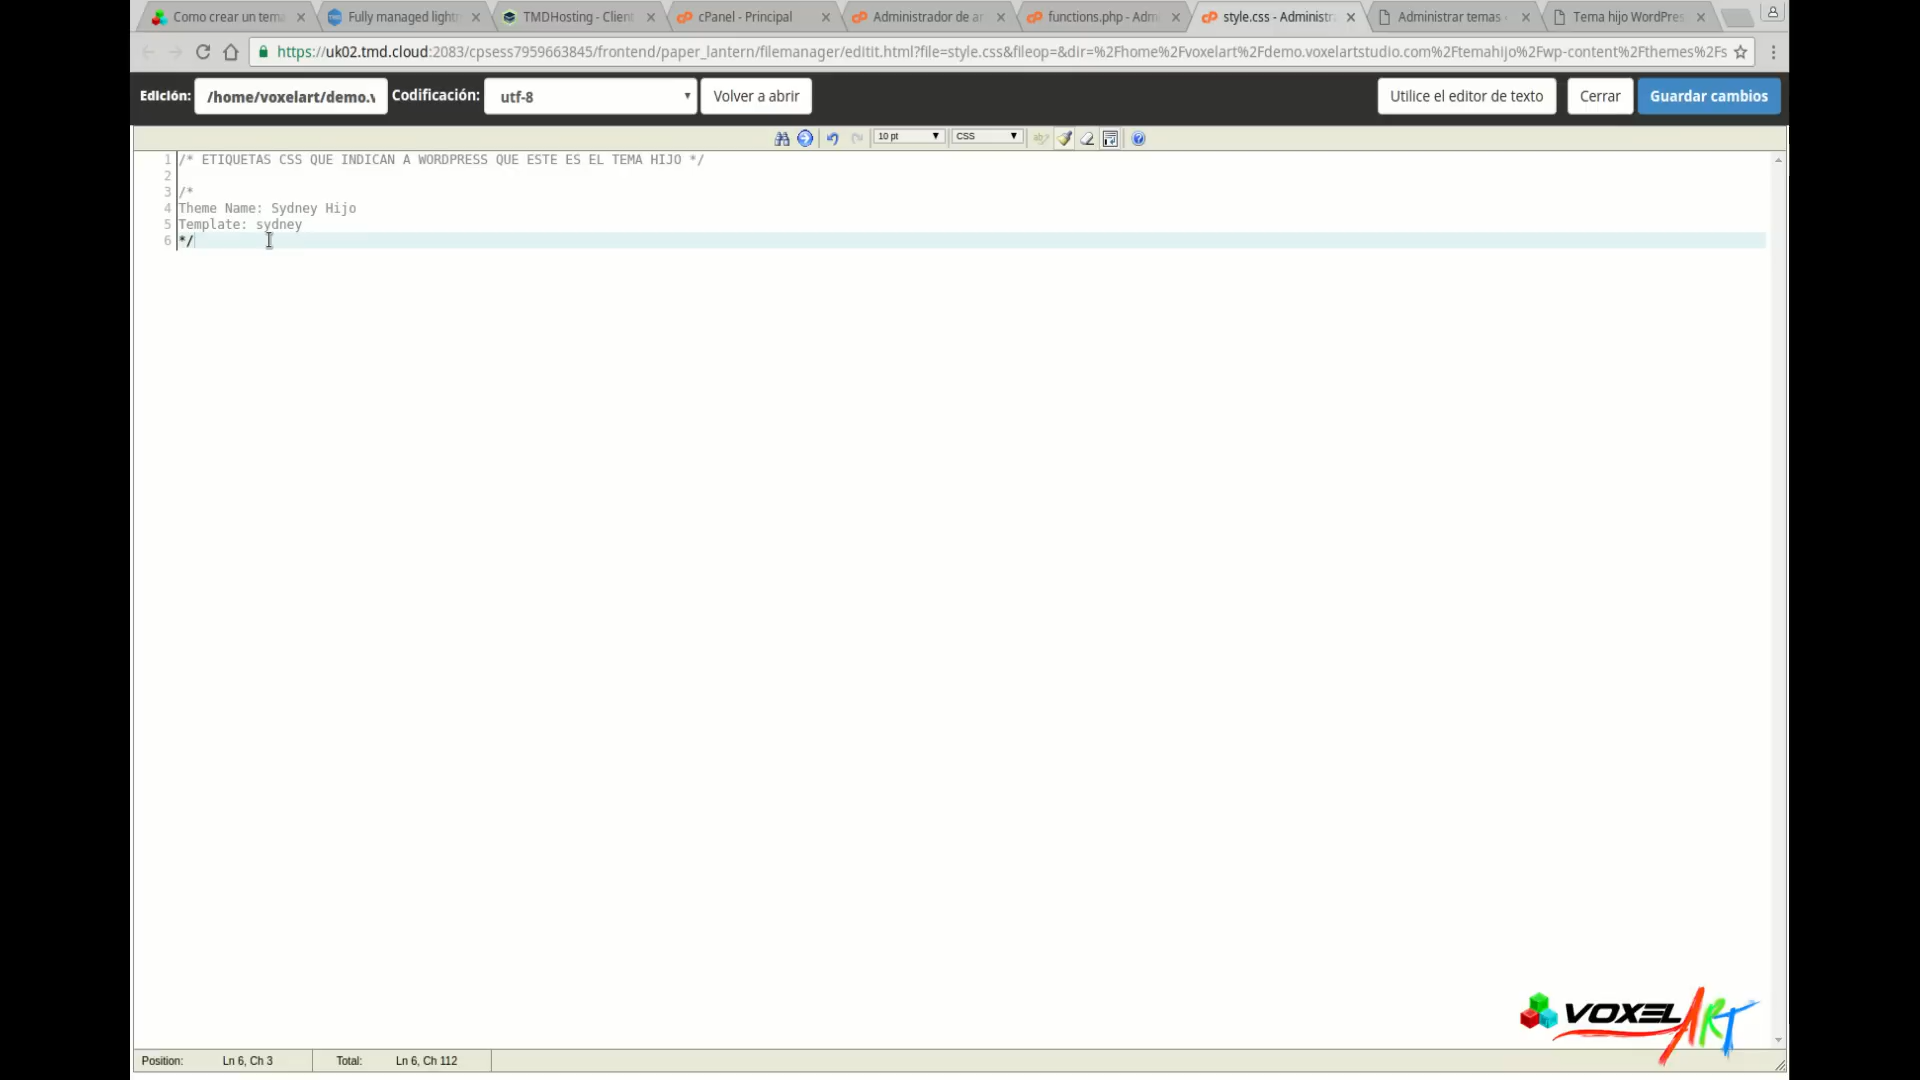 Como crear un tema
Fully managed light
TMDHosting - Client
cPanel - Principal
Administrador de ar
functions.php - Adm
style.css - Administr
Administrar temas
Tema hijo WordPres
https://uk02.tmd.cloud:2083/cpsess7959663845/frontend/paper_lantern/filemanager/editit.html?file=style.css&fileop=&dir=%2Fhome%2Fvoxelart%2Fdemo.voxelartstudio.com%2Ftemahijo%2Fwp-content%2Fthemes%2Fs
Edición: /home/voxelart/demo.v Codificación: utf-8 Volver a abrir Utilice el editor de texto Cerrar Guardar cambios
10 pt CSS
1 /* ETIQUETAS CSS QUE INDICAN A WORDPRESS QUE ESTE ES EL TEMA HIJO */
2
3 /*
4 Theme Name: Sydney Hijo
5 Template: sydney
6 */
VOXELART
Position: Ln 6, Ch 3 Total: Ln 6, Ch 112